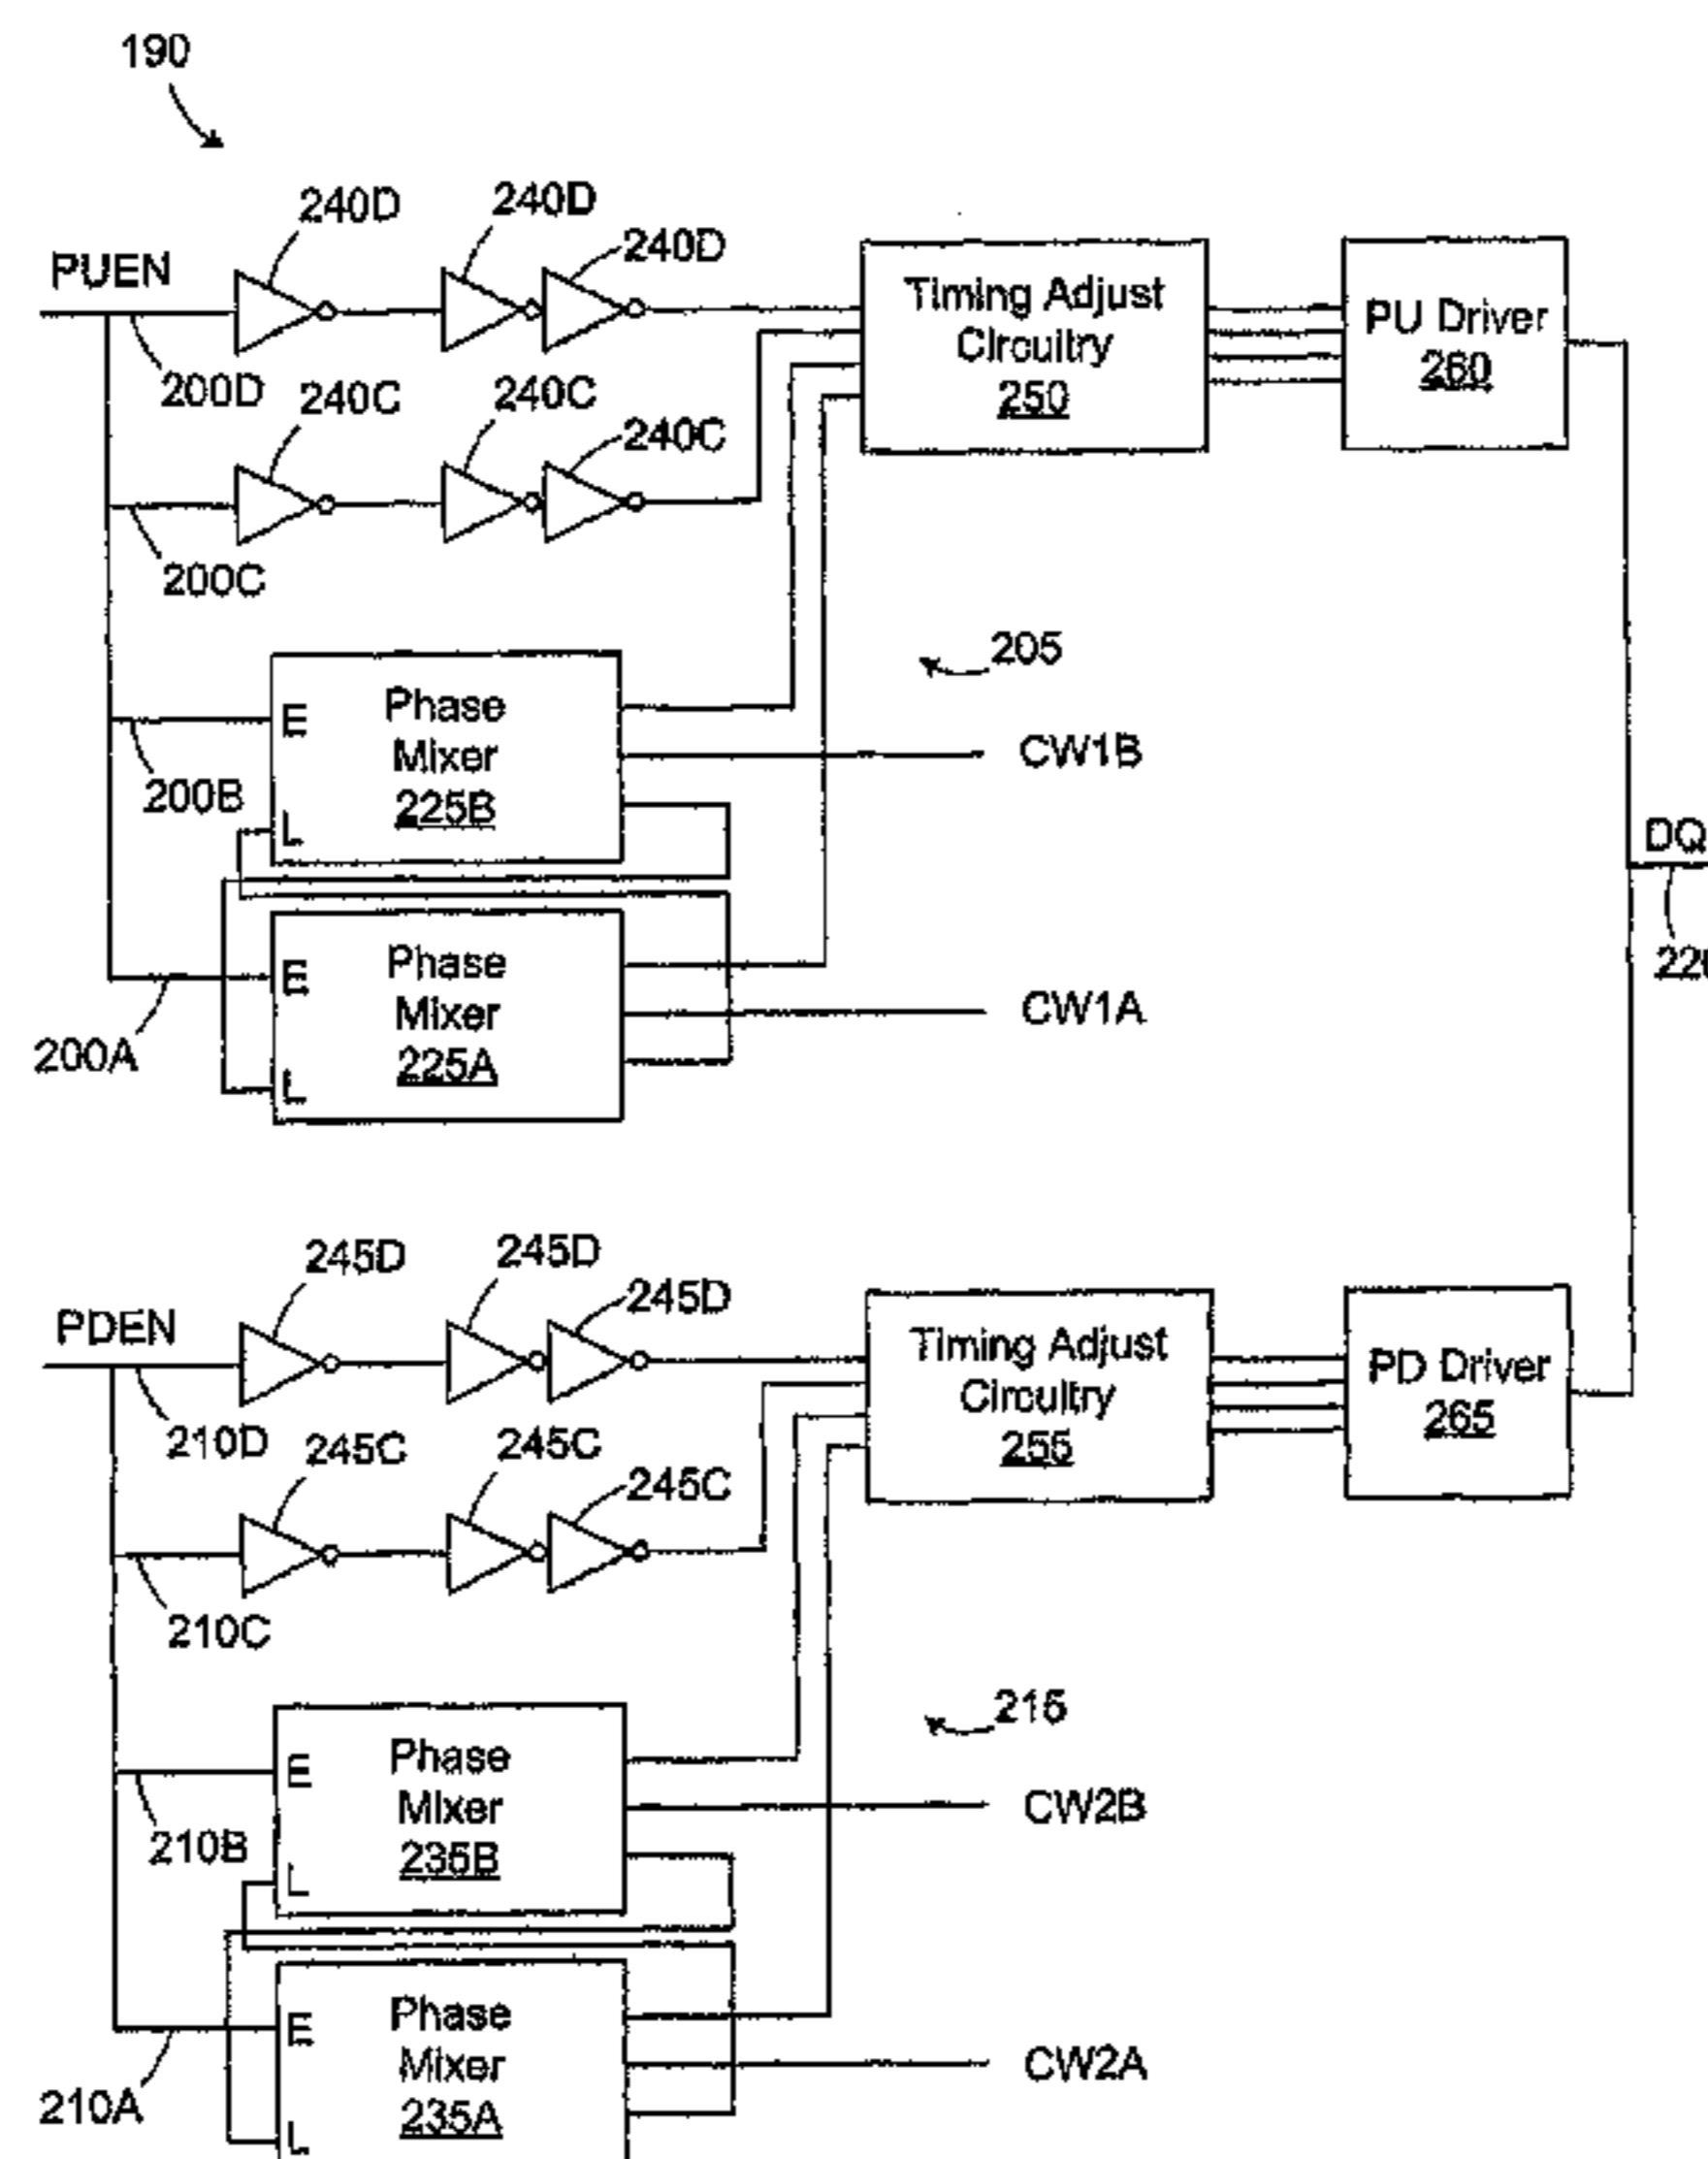 190
240D
240D
240D
PUEN
Timing Adjust
Circuitry
250
PU Driver
260
200D
240C
240C
240C
200C
205
Phase
Mixer
225B
E
L
CW1B
200B
DQ
Phase
Mixer
225A
E
L
CW1A
200A
245D
245D
245D
PDEN
Timing Adjust
Circuitry
255
PD Driver
265
210D
245C
245C
245C
210C
215
Phase
Mixer
235B
E
L
CW2B
210B
Phase
Mixer
235A
E
L
CW2A
210A